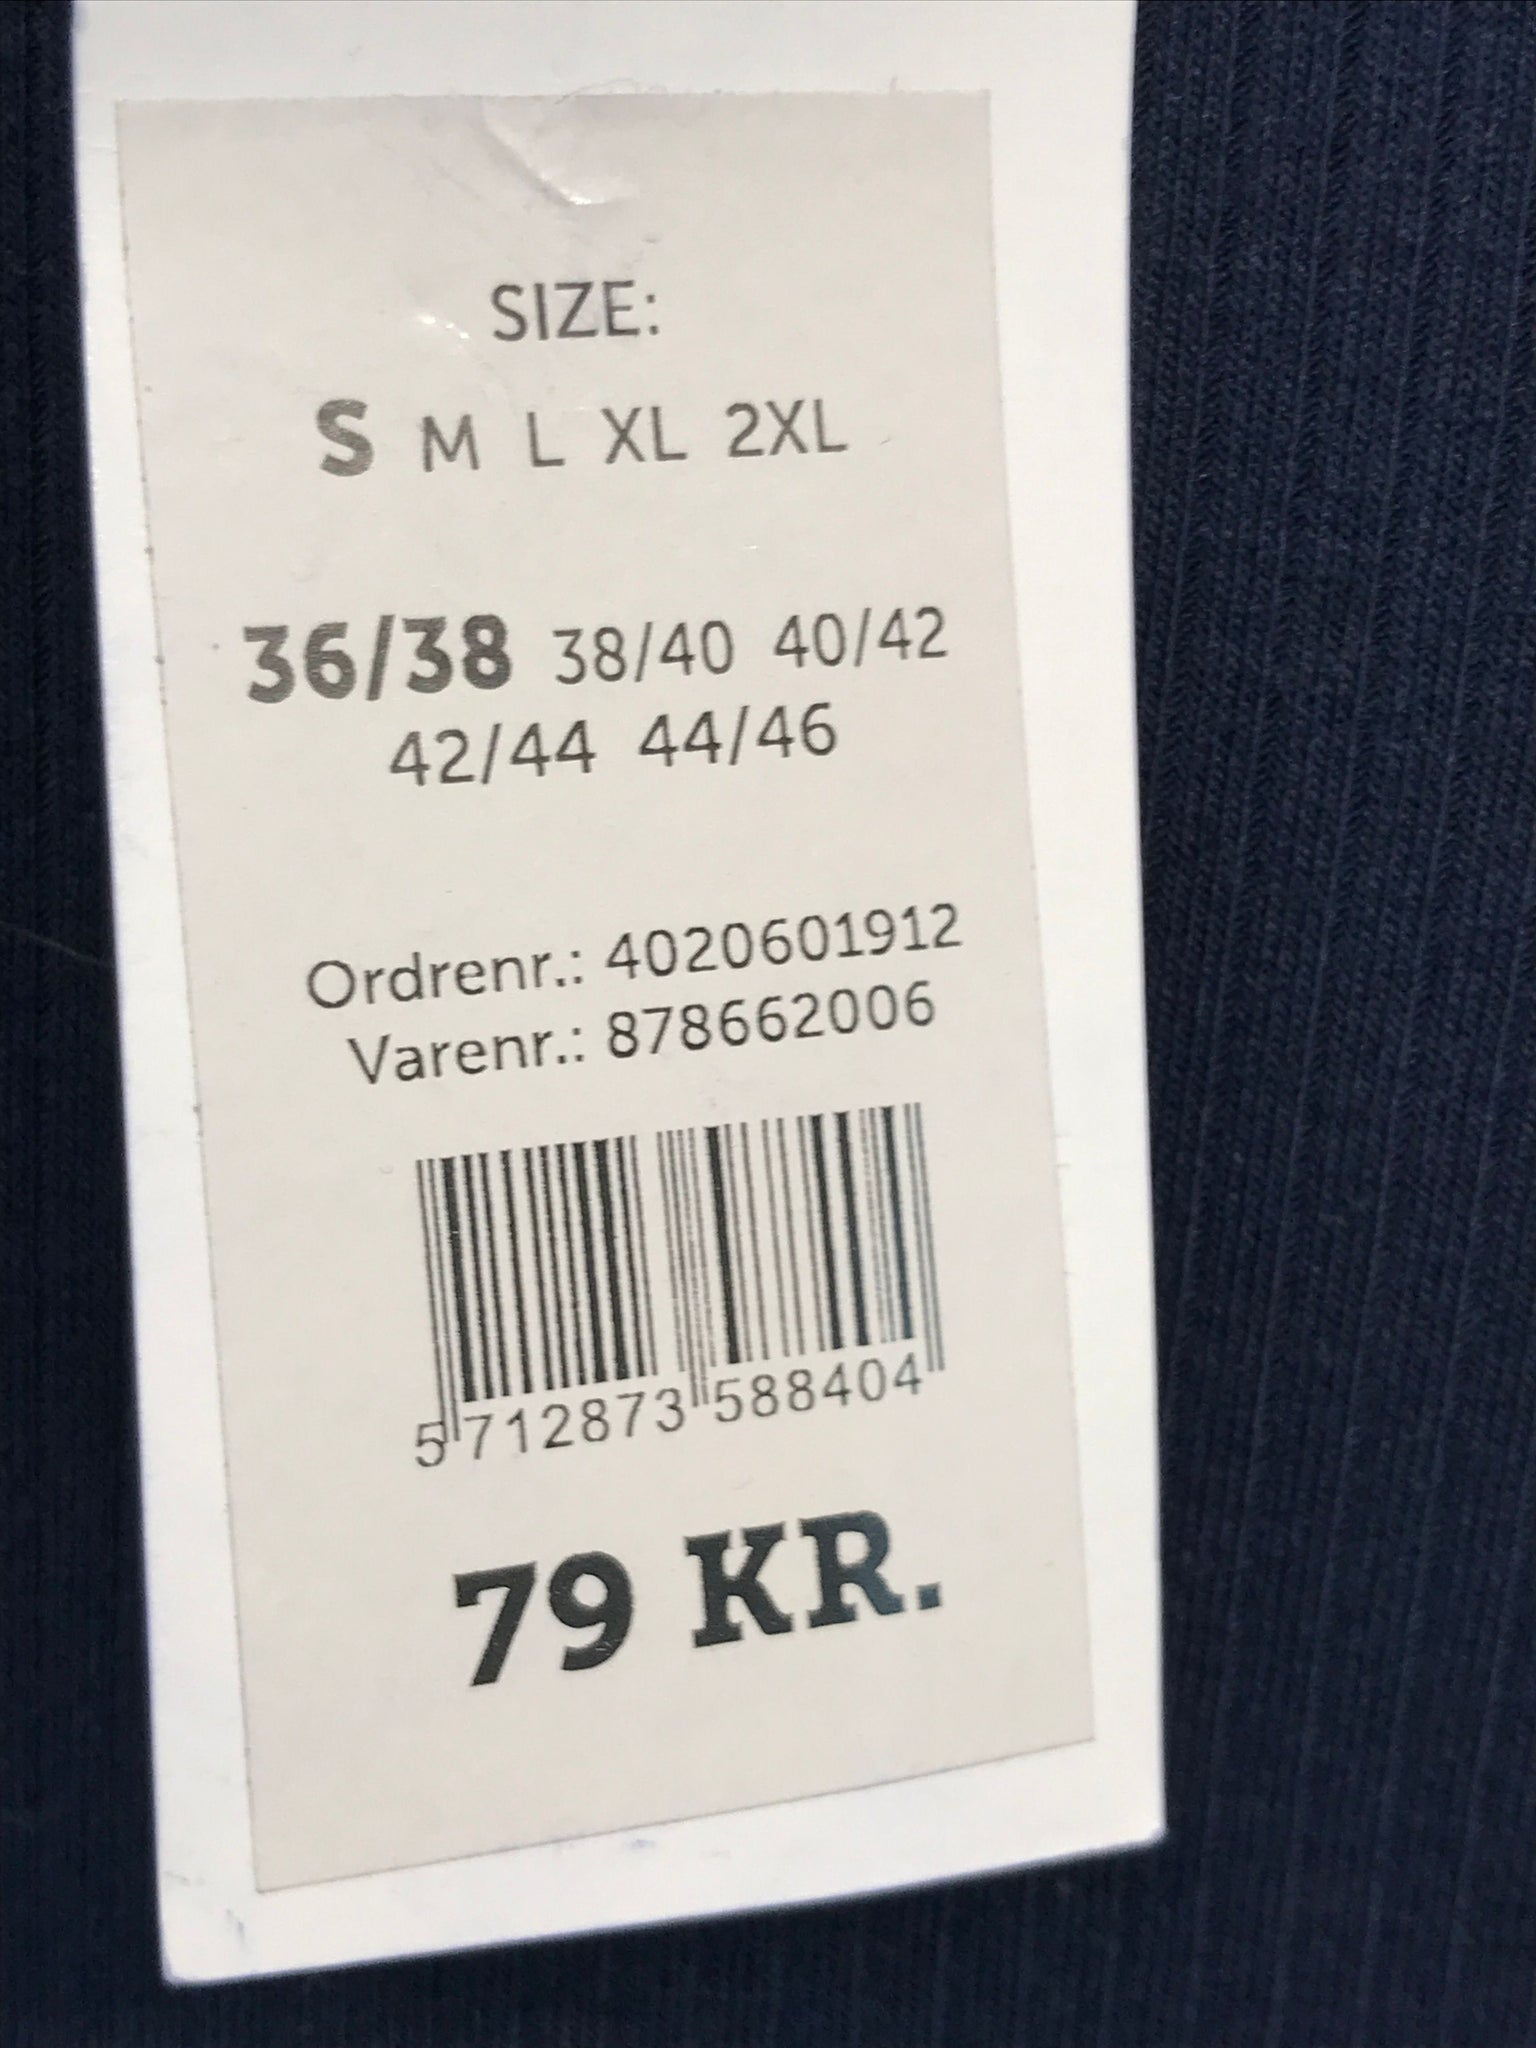 SIZE:
S M L XL 2XL
36/38 38/40 40/42
42/44 44/46
Ordrenr.: 4020601912
Varenr.: 878662006
5 712873 588404
79 KR.